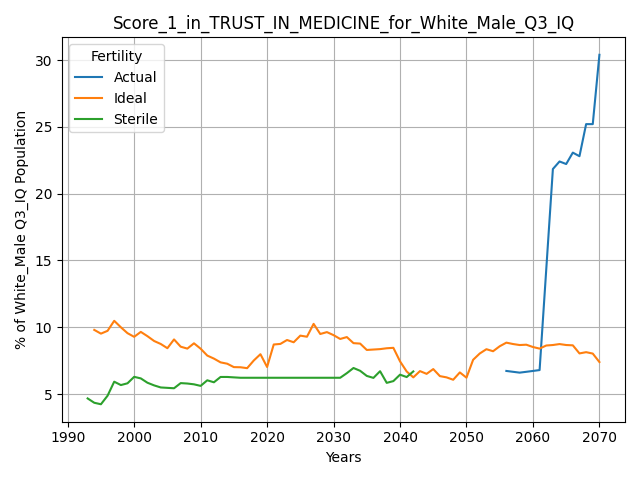 Score_1_in_TRUST_IN_MEDICINE_for_White_Male_Q3_IQ
Fertility
Actual
Ideal
Sterile
% of White_Male Q3_IQ Population
30
25
20
15
10
5
1990 2000 2010 2020 2030 2040 2050 2060 2070
Years